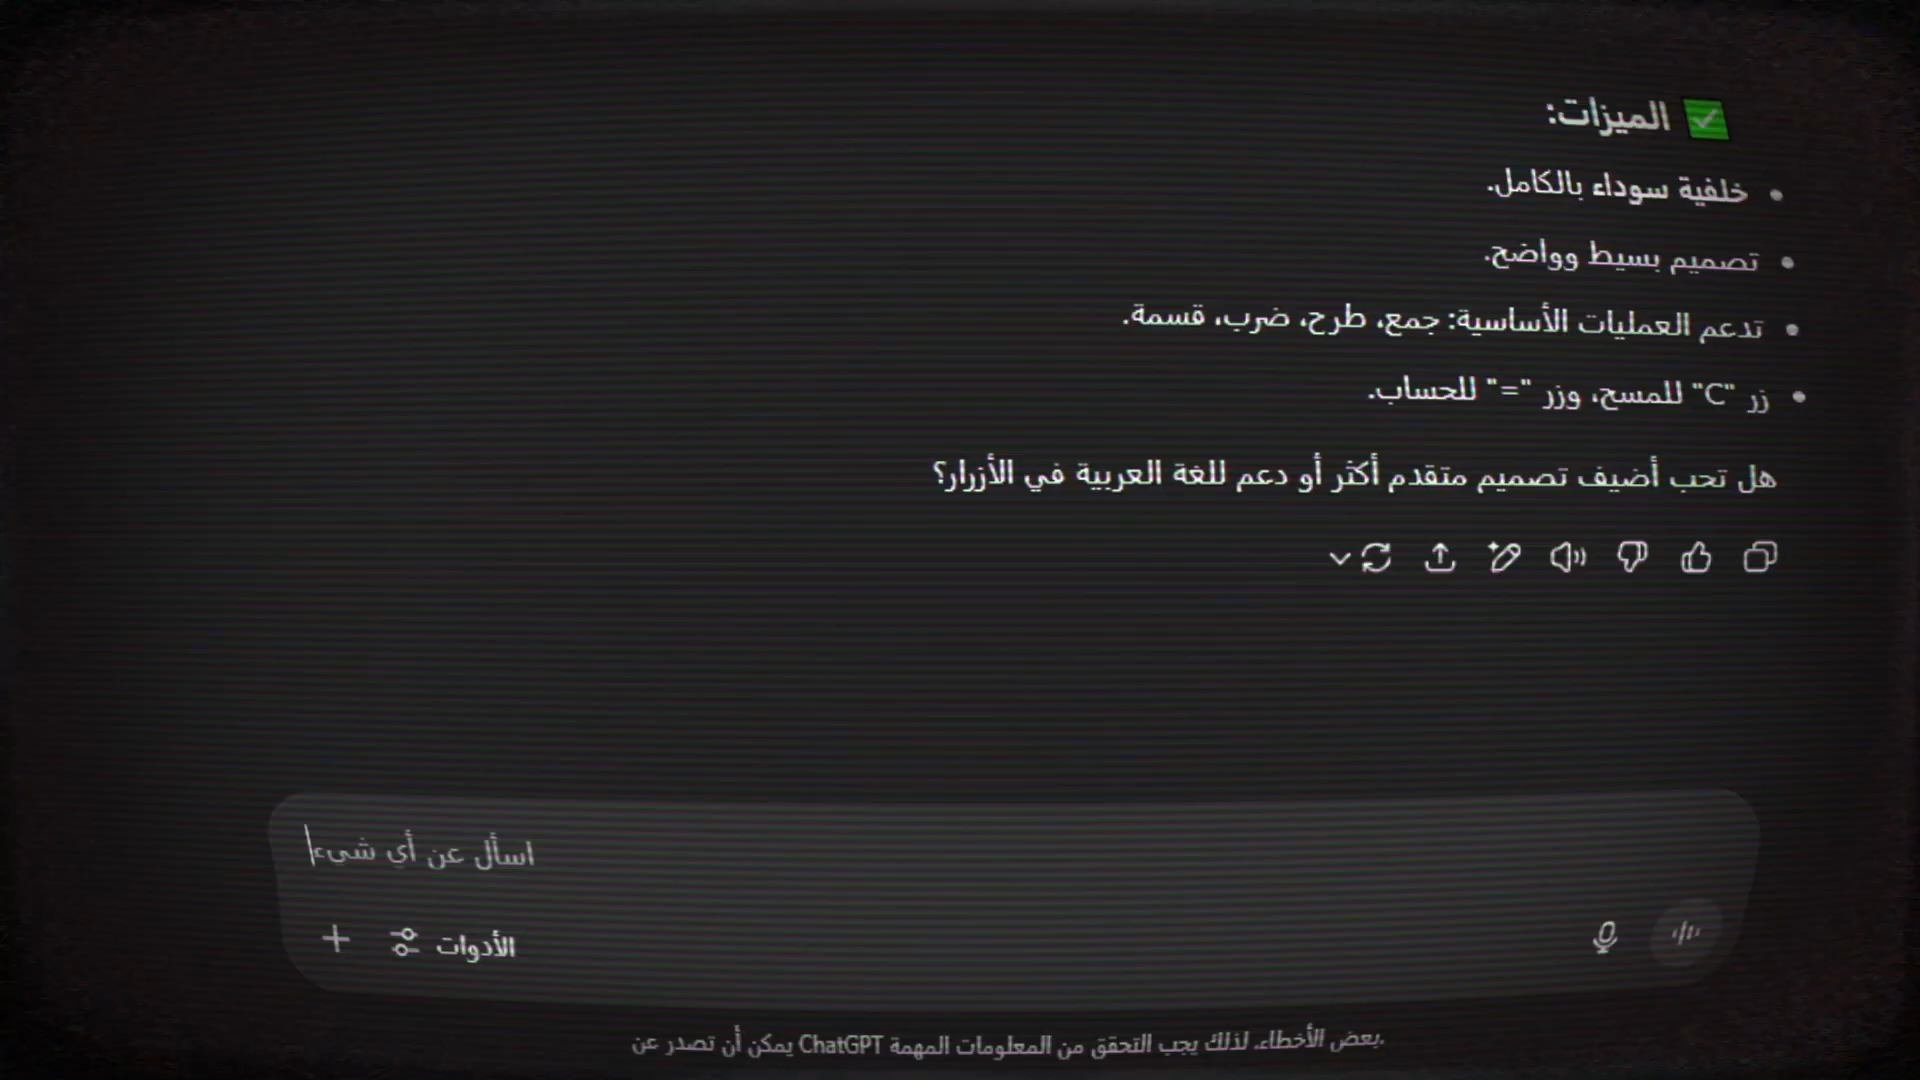 ✅ الميزات:
• خلفية سوداء بالكامل.
• تصميم بسيط وواضح.
• تدعم العمليات الأساسية: جمع، طرح، ضرب، قسمة.
• زر "C" للمسح، وزر "=" للحساب.
هل تحب أضيف تصميم متقدم أكثر أو دعم للغة العربية في الأزرار؟
اسأل عن أي شيء
الأدوات
يمكن أن تصدر عن ChatGPT بعض الأخطاء. لذلك يجب التحقق من المعلومات المهمة.